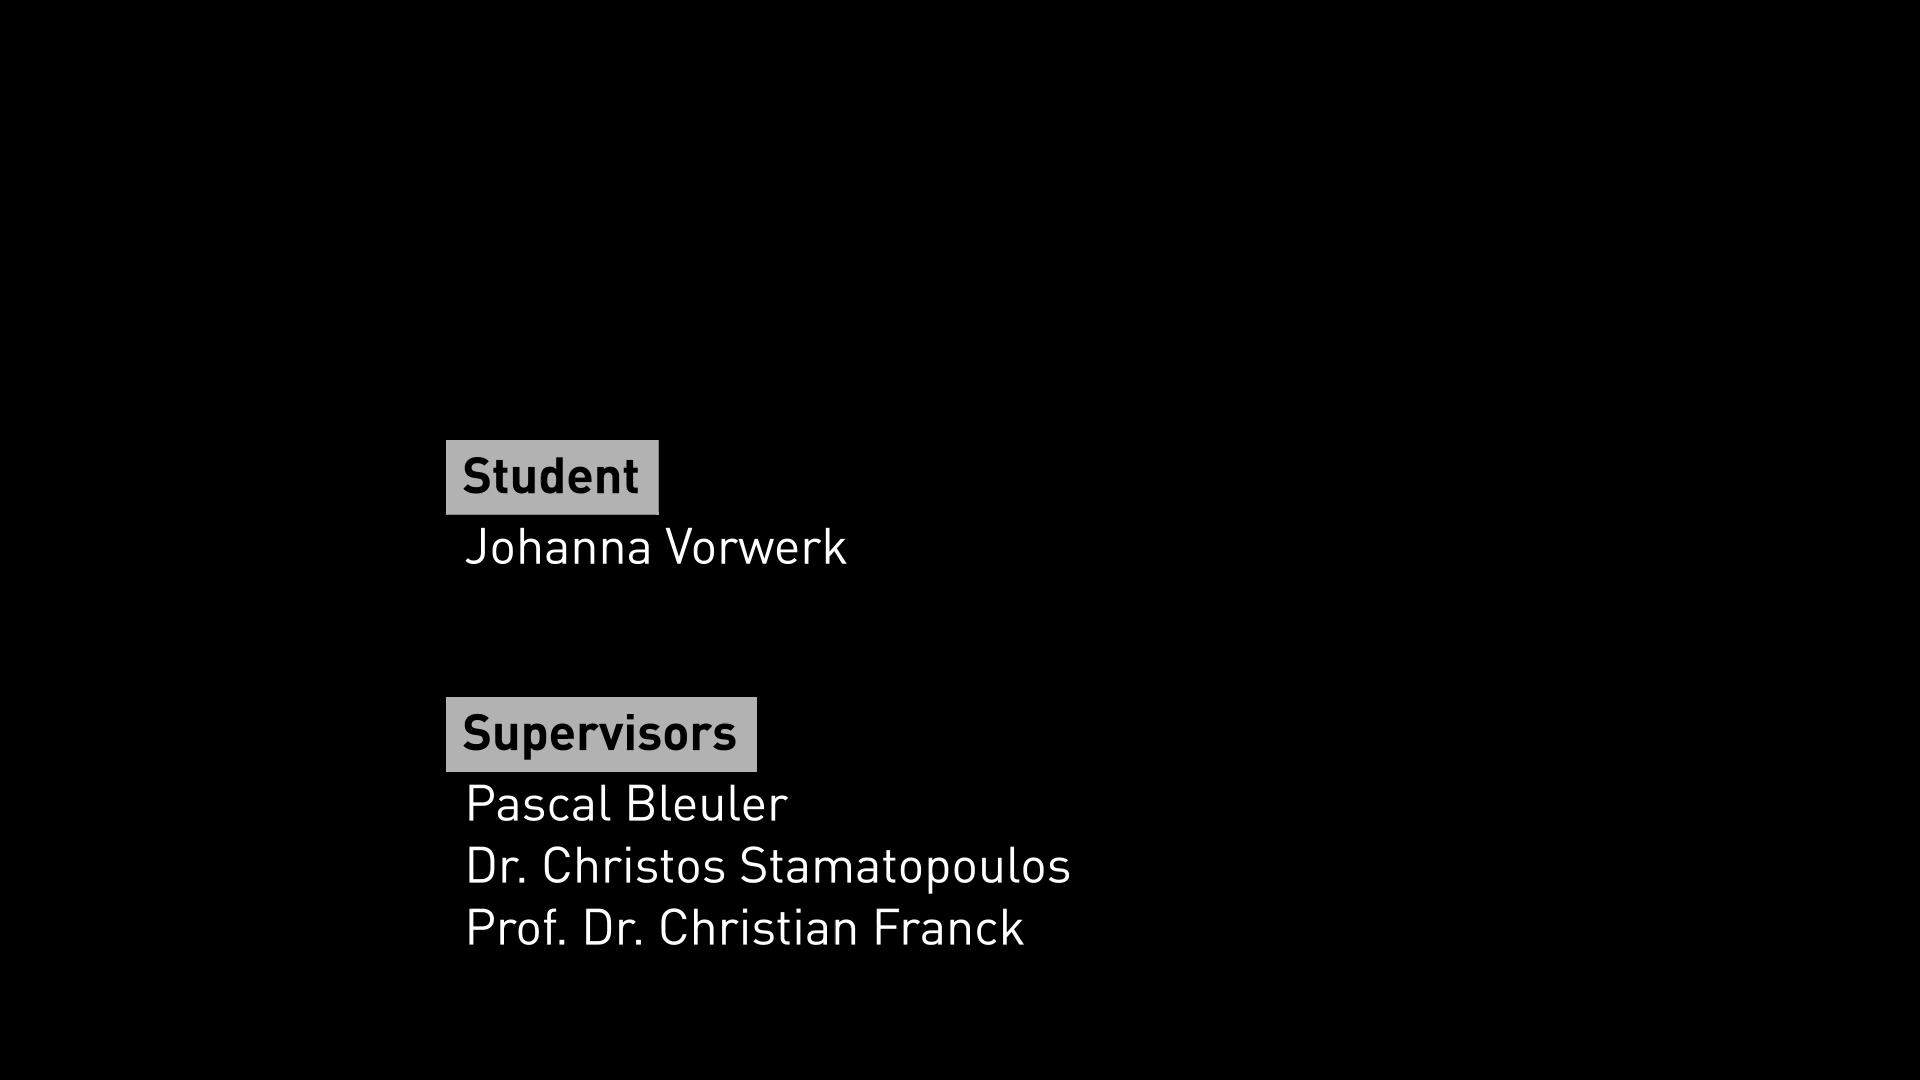 Student
Johanna Vorwerk
Supervisors
Pascal Bleuler
Dr. Christos Stamatopoulos
Prof. Dr. Christian Franck